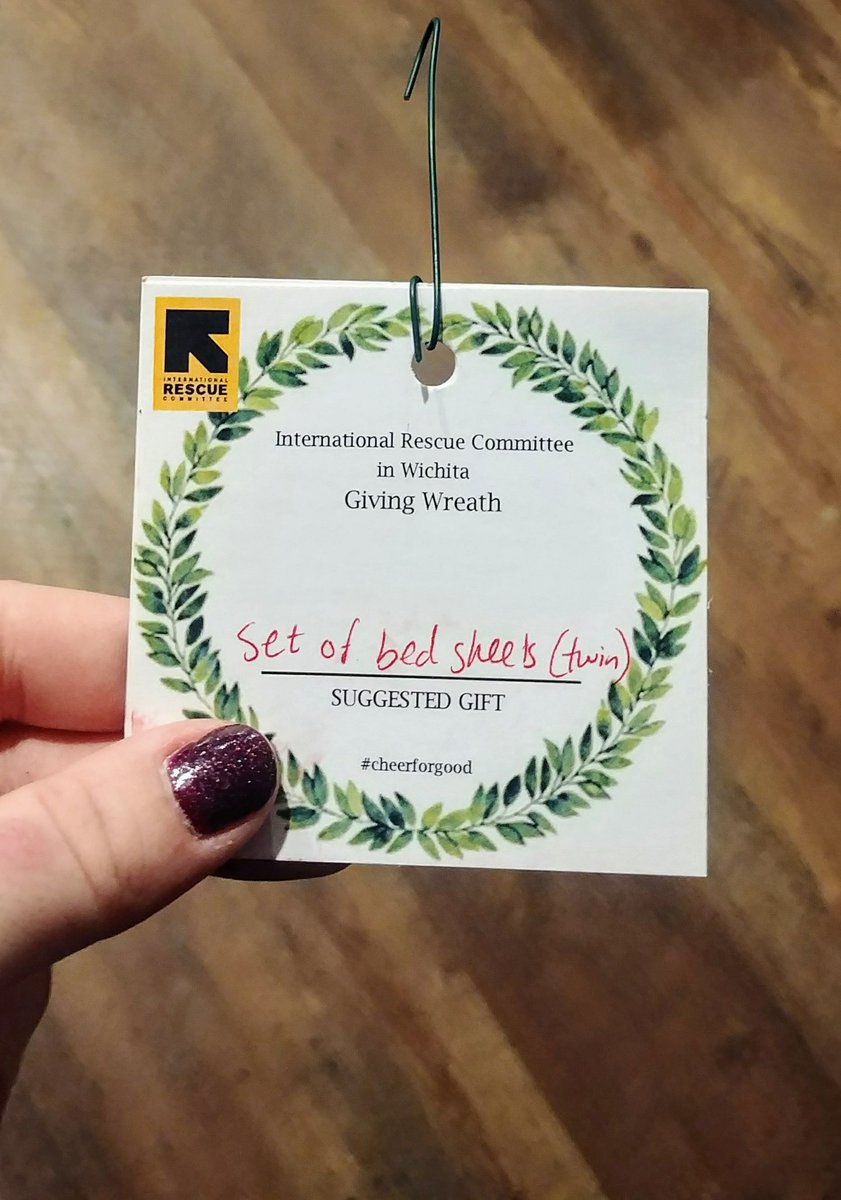 INTERNATIONAL
RESCUE
COMMITTEE
International Rescue Committee
in Wichita
Giving Wreath
set of bed sheets (twin)
SUGGESTED GIFT
#cheerforgood